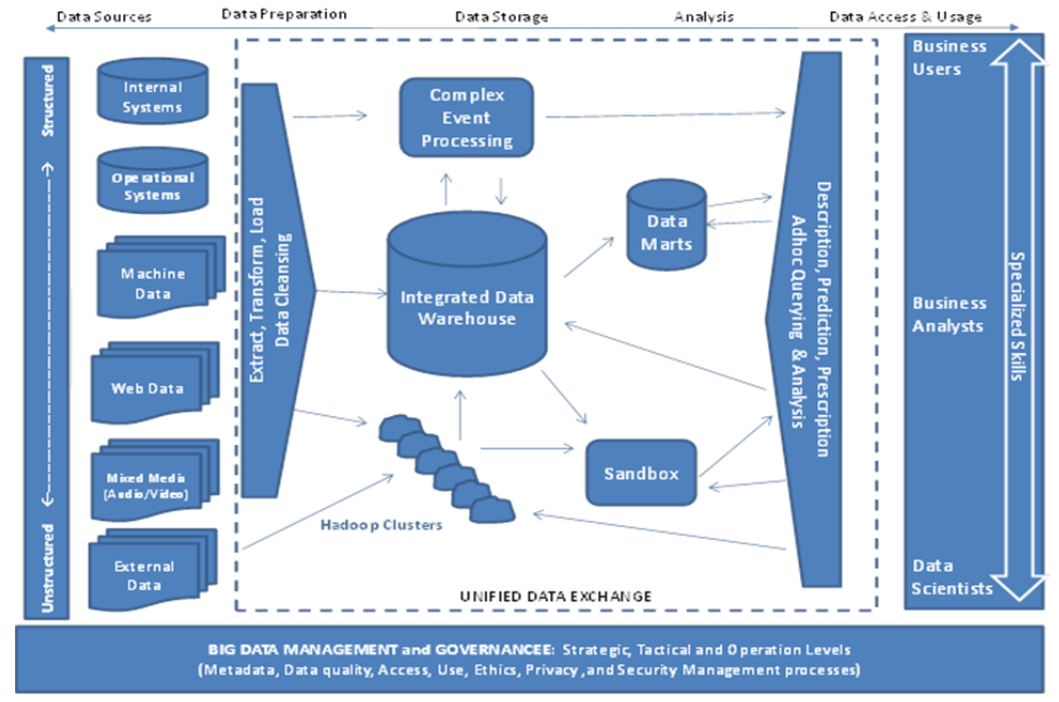 Data Sources
Data Preparation
Data Storage
Analysis
Data Access & Usage
Structured
Unstructured
Internal
Systems
Operational
Systems
Machine
Data
Web Data
Mixed Media
(Audio/Video)
External
Data
Extract, Transform, Load
Data Cleansing
Complex
Event
Processing
Integrated Data
Warehouse
Data
Marts
Sandbox
Hadoop Clusters
Description, Prediction, Prescription
Adhoc Querying & Analysis
UNIFIED DATA EXCHANGE
Business
Users
Business
Analysts
Data
Scientists
Specialized Skills
BIG DATA MANAGEMENT and GOVERNANCEE: Strategic, Tactical and Operation Levels
(Metadata, Data quality, Access, Use, Ethics, Privacy ,and Security Management processes)